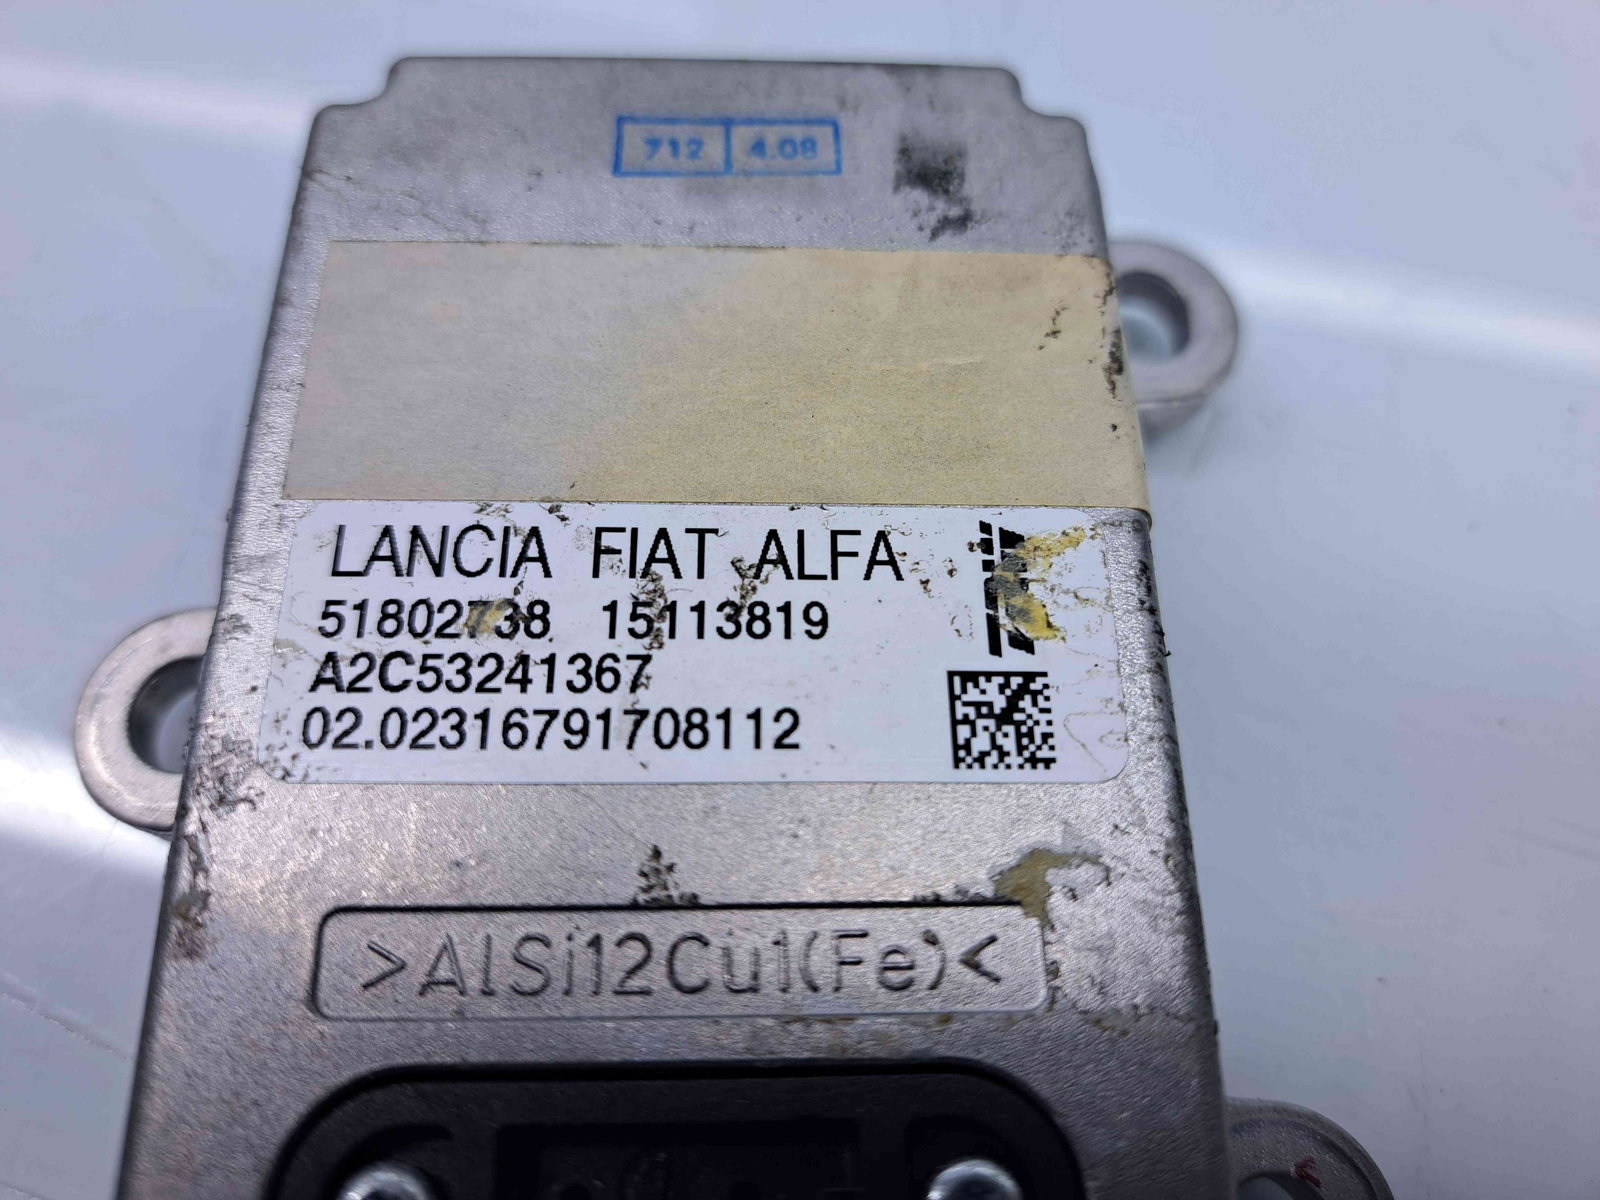 712 4.08
LANCIA FIAT ALFA
51802738 15113819
A2C53241367
02.02316791708112
>AlSi12Cu1(Fe)<